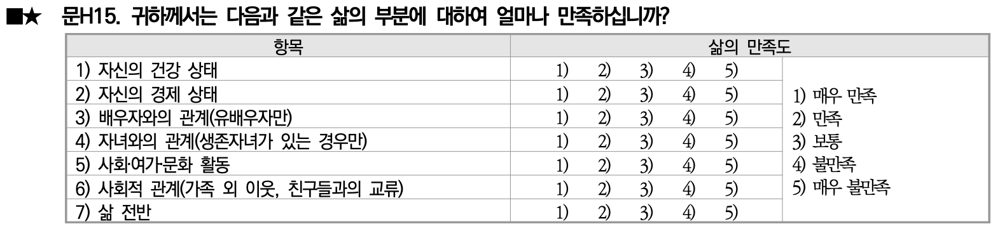 ■★ 문H15. 귀하께서는 다음과 같은 삶의 부분에 대하여 얼마나 만족하십니까?
항목 삶의 만족도
1) 자신의 건강 상태 1) 2) 3) 4) 5)
2) 자신의 경제 상태 1) 2) 3) 4) 5)
3) 배우자와의 관계(유배우자만) 1) 2) 3) 4) 5)
4) 자녀와의 관계(생존자녀가 있는 경우만) 1) 2) 3) 4) 5)
5) 사회·여가·문화 활동 1) 2) 3) 4) 5)
6) 사회적 관계(가족 외 이웃, 친구들과의 교류) 1) 2) 3) 4) 5)
7) 삶 전반 1) 2) 3) 4) 5)
1) 매우 만족
2) 만족
3) 보통
4) 불만족
5) 매우 불만족